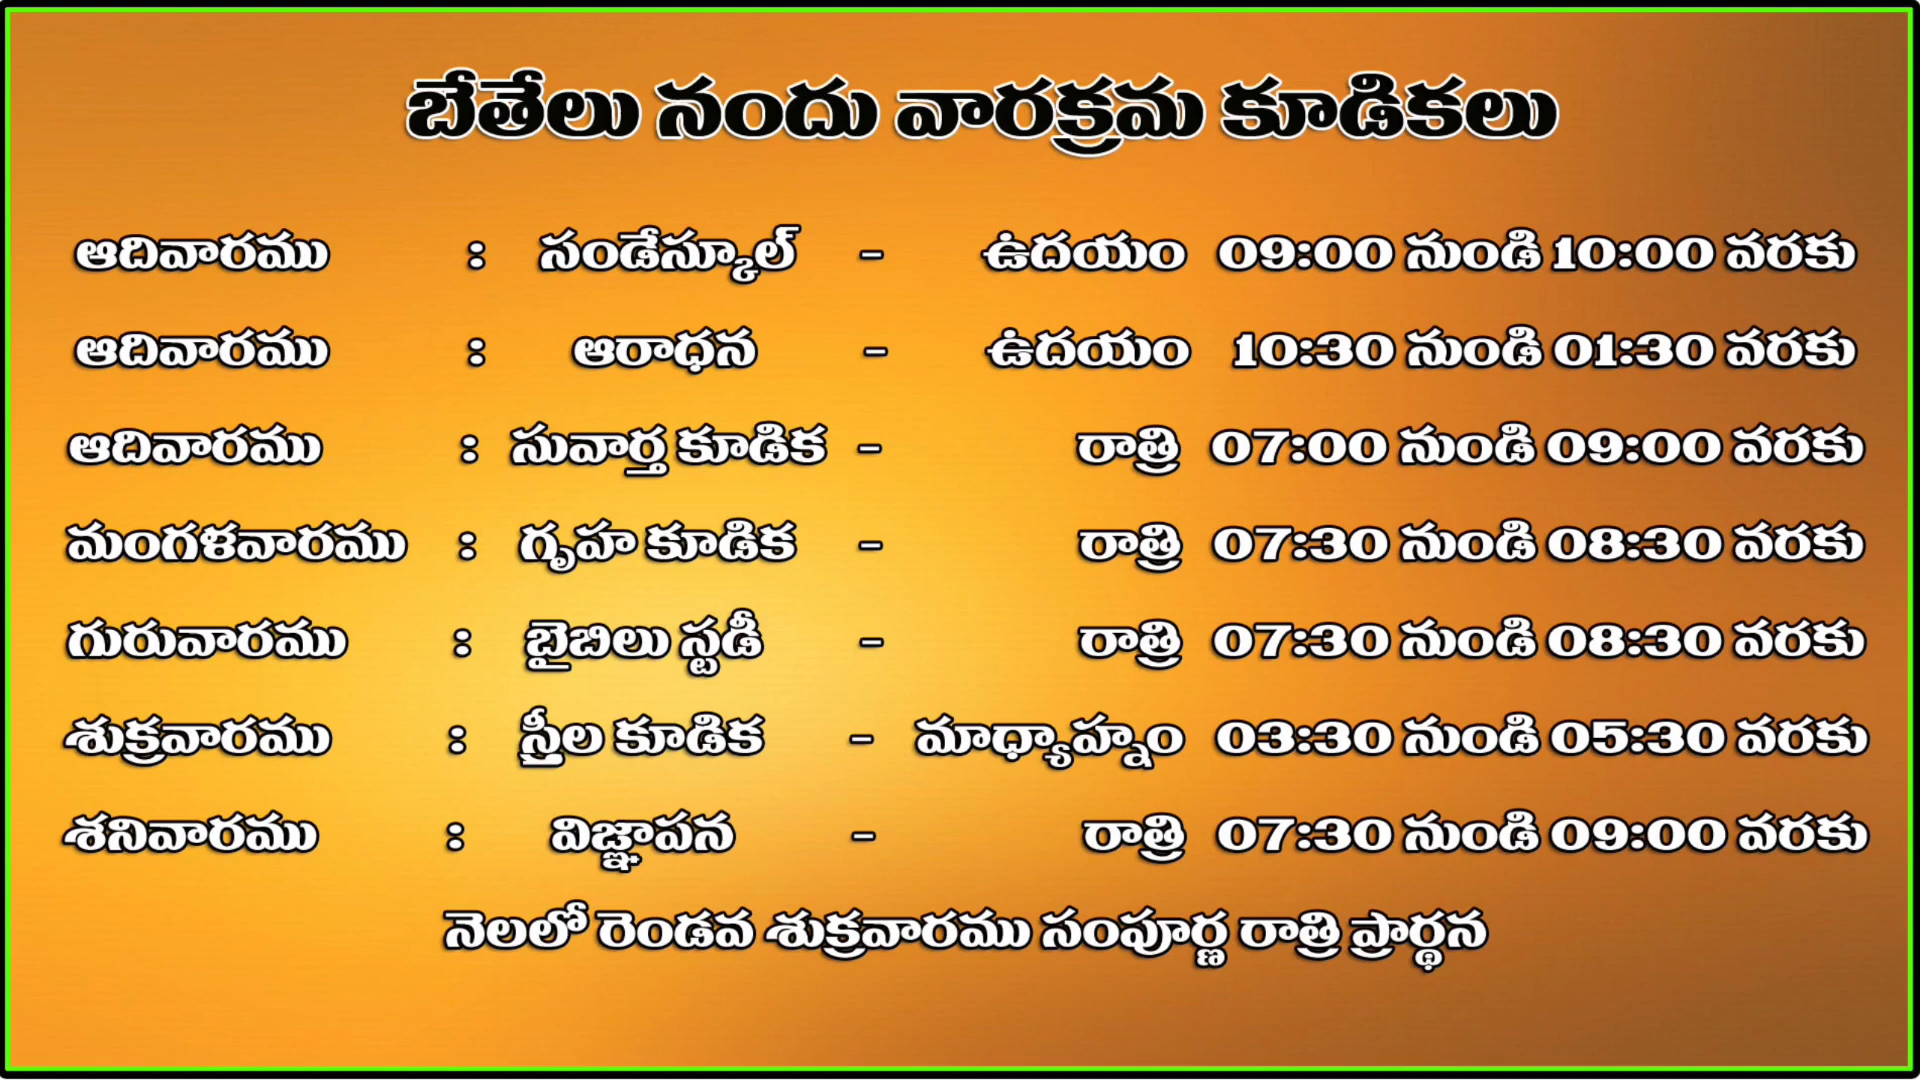 బేతేలు నందు వారక్రమ కూడికలు
ఆదివారము : సండేస్కూల్ - ఉదయం 09:00 నుండి 10:00 వరకు
ఆదివారము : ఆరాధన - ఉదయం 10:30 నుండి 01:30 వరకు
ఆదివారము : సువార్త కూడిక - రాత్రి 07:00 నుండి 09:00 వరకు
మంగళవారము : గృహ కూడిక - రాత్రి 07:30 నుండి 08:30 వరకు
గురువారము : బైబిలు స్టడీ - రాత్రి 07:30 నుండి 08:30 వరకు
శుక్రవారము : స్త్రీల కూడిక - మాధ్యాహ్నం 03:30 నుండి 05:30 వరకు
శనివారము : విజ్ఞాపన - రాత్రి 07:30 నుండి 09:00 వరకు
నెలలో రెండవ శుక్రవారము సంపూర్ణ రాత్రి ప్రార్థన